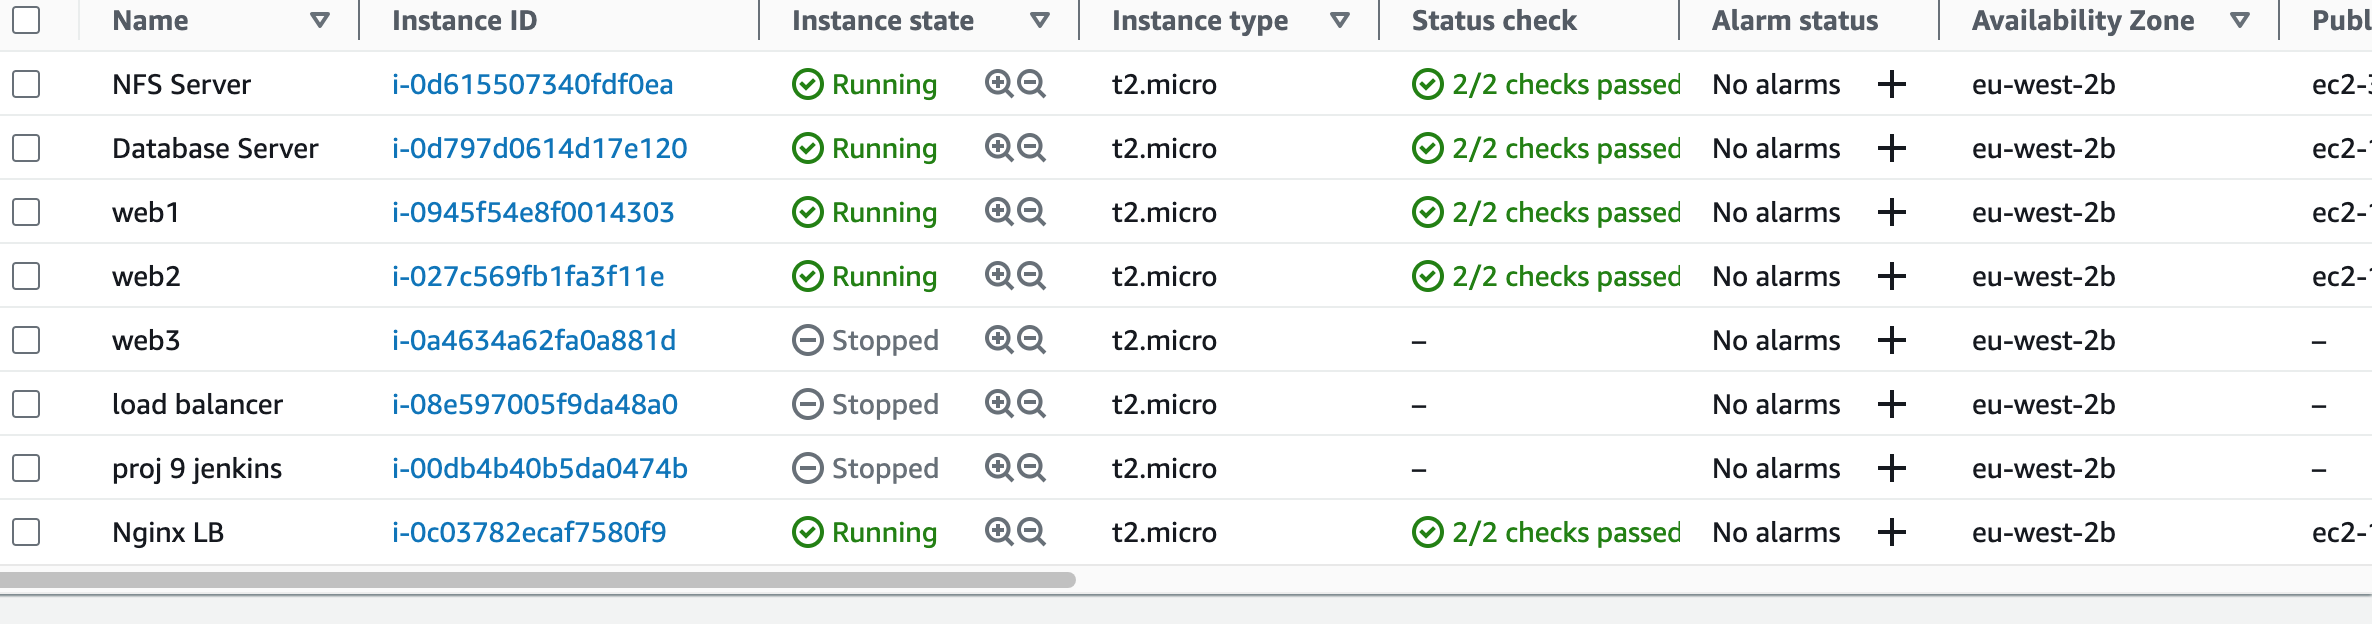 Name Instance ID Instance state Instance type Status check Alarm status Availability Zone Publ
NFS Server i-0d615507340fdf0ea Running t2.micro 2/2 checks passed No alarms eu-west-2b ec2-3
Database Server i-0d797d0614d17e120 Running t2.micro 2/2 checks passed No alarms eu-west-2b ec2-1
web1 i-0945f54e8f0014303 Running t2.micro 2/2 checks passed No alarms eu-west-2b ec2-1
web2 i-027c569fb1fa3f11e Running t2.micro 2/2 checks passed No alarms eu-west-2b ec2-1
web3 i-0a4634a62fa0a881d Stopped t2.micro – No alarms eu-west-2b –
load balancer i-08e597005f9da48a0 Stopped t2.micro – No alarms eu-west-2b –
proj 9 jenkins i-00db4b40b5da0474b Stopped t2.micro – No alarms eu-west-2b –
Nginx LB i-0c03782ecaf7580f9 Running t2.micro 2/2 checks passed No alarms eu-west-2b ec2-1